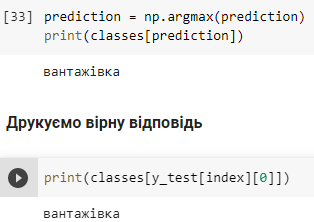 [33] prediction = np.argmax(prediction)
print(classes[prediction])
вантажівка
Друкуємо вірну відповідь
print(classes[y_test[index][0]])
вантажівка